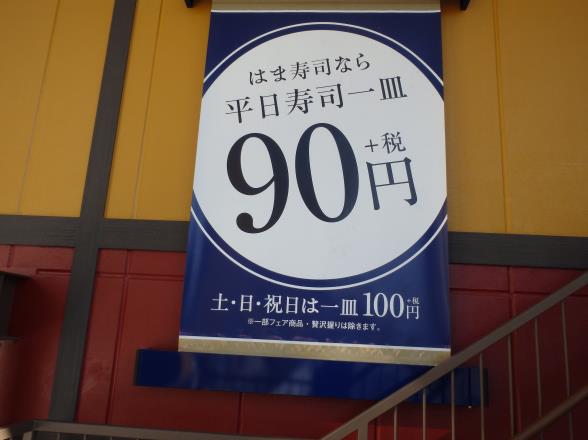 はま寿司なら
平日寿司一皿
90円+税
土・日・祝日は一皿100円+税
※一部フェア商品・贅沢握りは除きます。